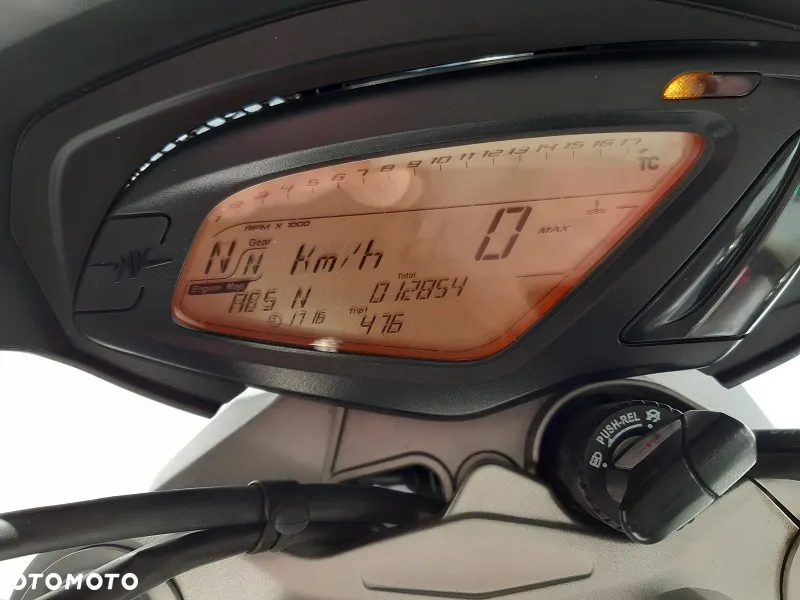 1 2 3 4 5 6 7 8 9 10 11 12 13 14 15 16 17
TC
RPM X 1000
N Gear N Km/h 0 MAX
Engine Map
ABS N Total 012854
17 16 Trip1 476
PUSH-REL
OTOMOTO